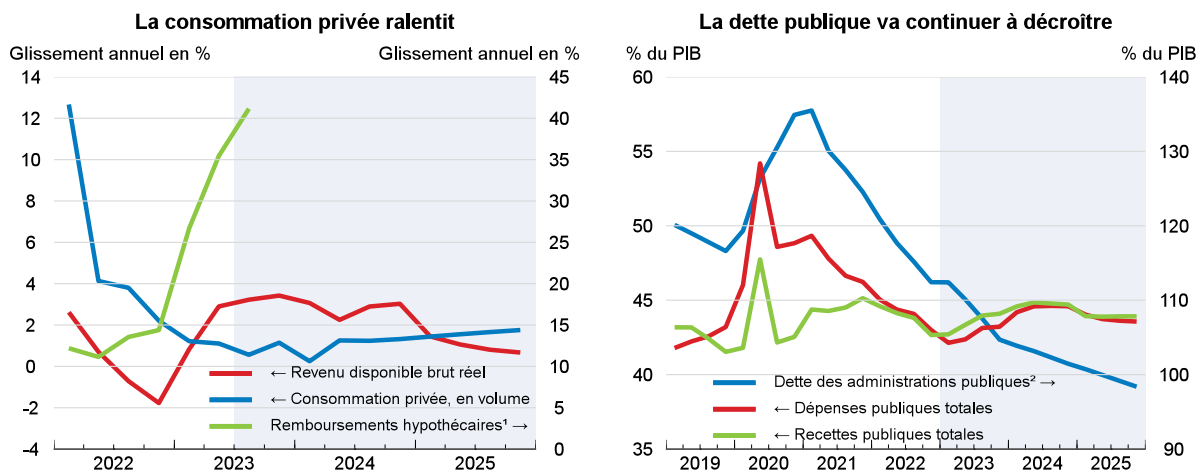 La consommation privée ralentit
Glissement annuel en %
Glissement annuel en %
14
12
10
8
6
4
2
0
-2
-4
45
40
35
30
25
20
15
10
5
0
← Revenu disponible brut réel
← Consommation privée, en volume
Remboursements hypothécaires¹ →
2022 2023 2024 2025
La dette publique va continuer à décroître
% du PIB
% du PIB
60
55
50
45
40
35
140
130
120
110
100
90
Dette des administrations publiques² →
← Dépenses publiques totales
← Recettes publiques totales
2019 2020 2021 2022 2023 2024 2025